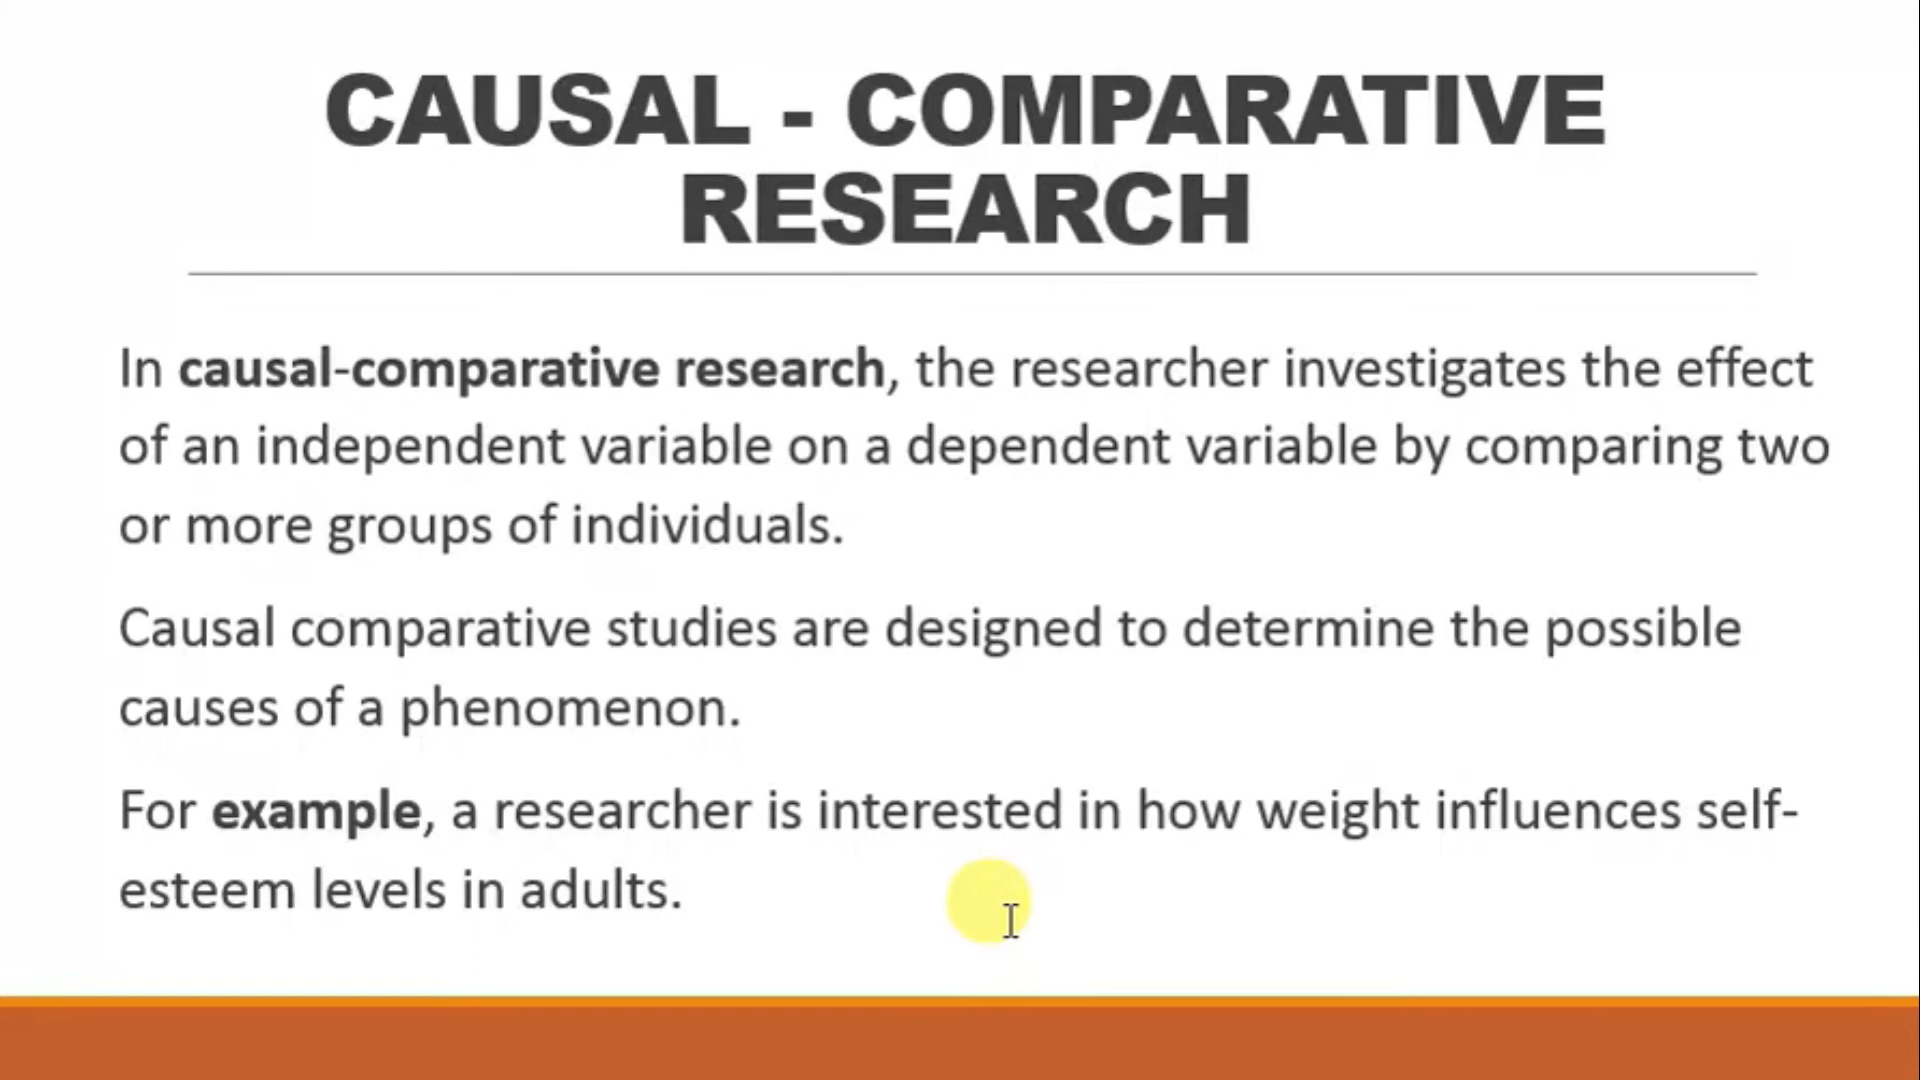 CAUSAL - COMPARATIVE
RESEARCH
In causal-comparative research, the researcher investigates the effect
of an independent variable on a dependent variable by comparing two
or more groups of individuals.
Causal comparative studies are designed to determine the possible
causes of a phenomenon.
For example, a researcher is interested in how weight influences self-
esteem levels in adults.